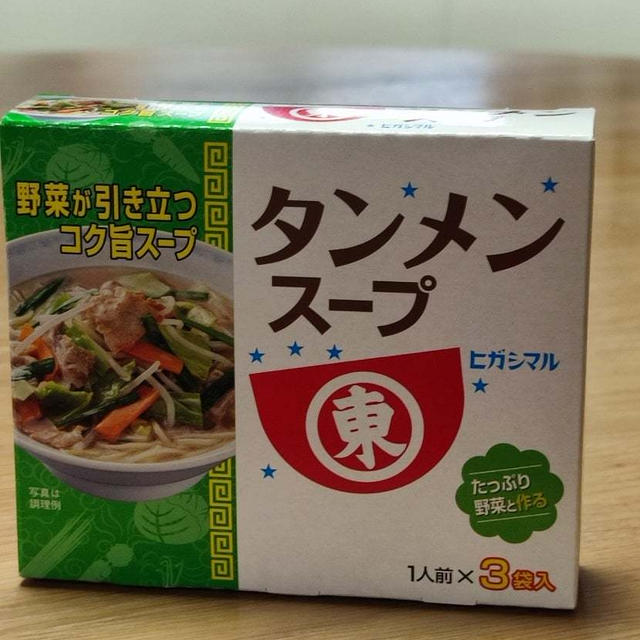 ヒガシマル
野菜が引き立つ
コク旨スープ
タンメン
スープ
ヒガシマル
東
たっぷり
野菜と作る
写真は
調理例
1人前×3袋入